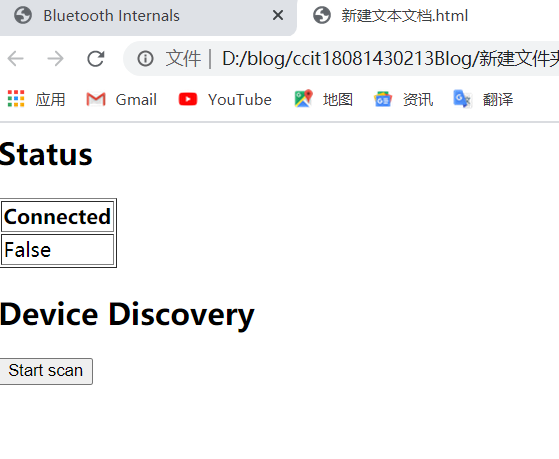 Bluetooth Internals
新建文本文档.html
文件 | D:/blog/ccit18081430213Blog/新建文件夹
应用 Gmail YouTube 地图 资讯 翻译
Status
Connected
False
Device Discovery
Start scan